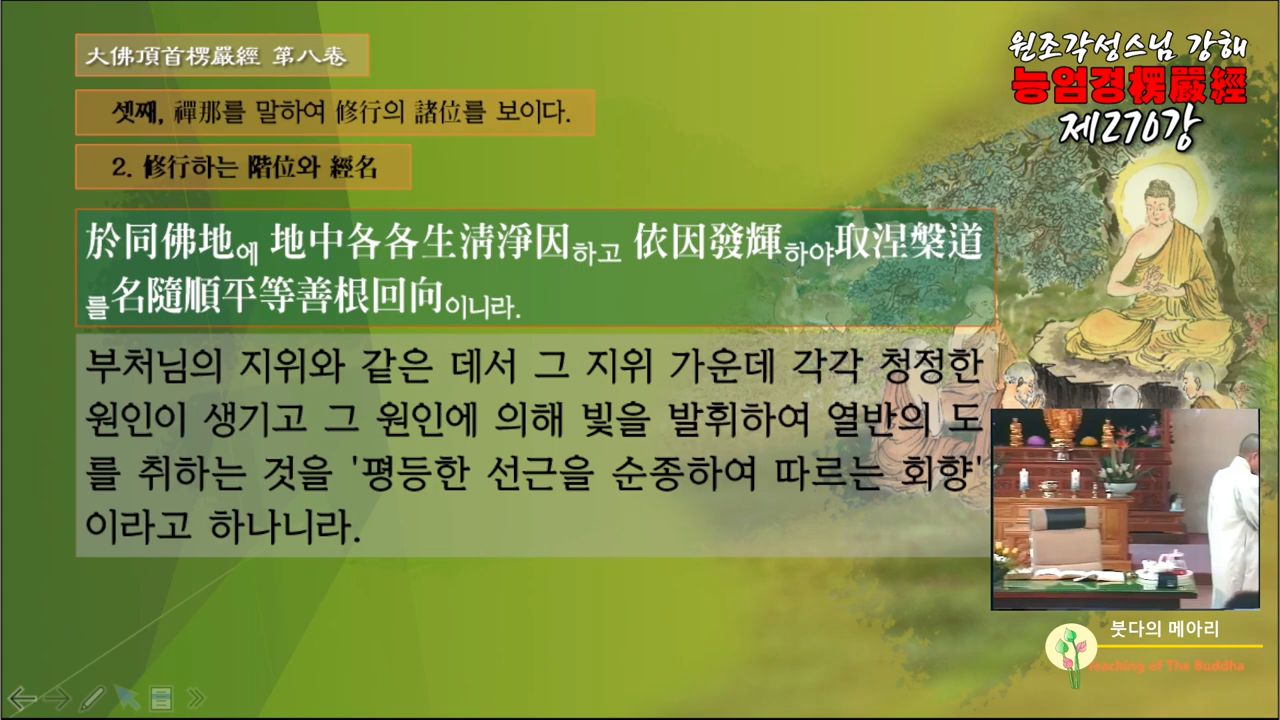 大佛頂首楞嚴經 第八卷
셋째, 禪那를 말하여 修行의 諸位를 보이다.
2. 修行하는 階位와 經名
於同佛地에 地中各各生淸淨因하고 依因發輝하야取涅槃道
를名隨順平等善根回向이니라.
부처님의 지위와 같은 데서 그 지위 가운데 각각 청정한
원인이 생기고 그 원인에 의해 빛을 발휘하여 열반의 도
를 취하는 것을 '평등한 선근을 순종하여 따르는 회향'
이라고 하나니라.
원조각성스님 강해
능엄경楞嚴經
제270강
붓다의 메아리
Teaching of The Buddha